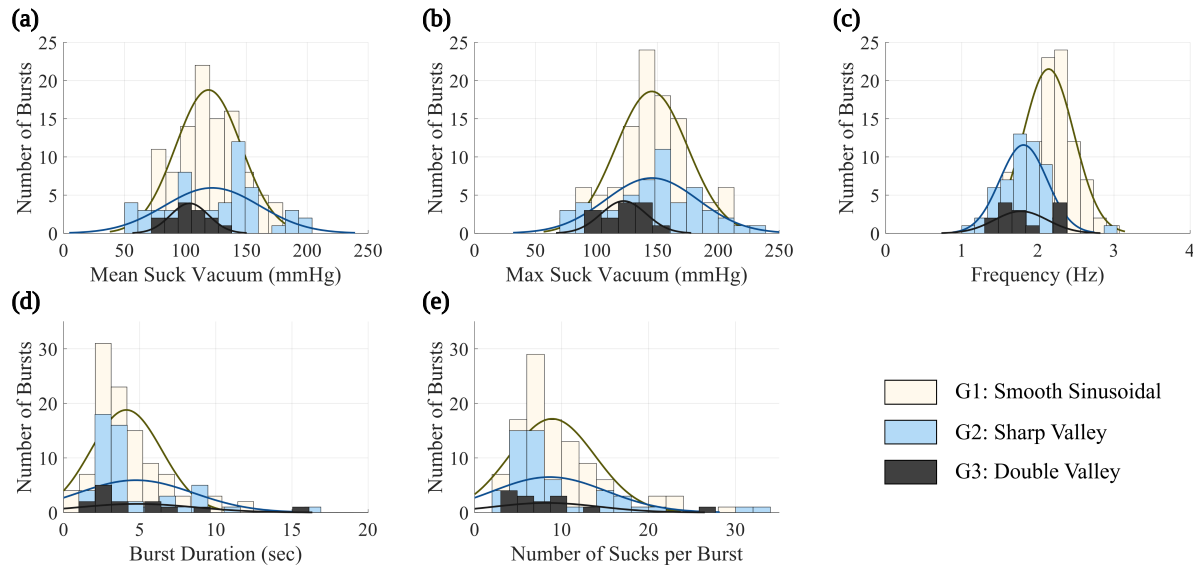 (a)
25
20
15
10
5
0
Number of Bursts
0 50 100 150 200 250
Mean Suck Vacuum (mmHg)
(b)
25
20
15
10
5
0
Number of Bursts
0 50 100 150 200 250
Max Suck Vacuum (mmHg)
(c)
25
20
15
10
5
0
Number of Bursts
0 1 2 3 4
Frequency (Hz)
(d)
30
20
10
0
Number of Bursts
0 5 10 15 20
Burst Duration (sec)
(e)
30
20
10
0
Number of Bursts
0 10 20 30
Number of Sucks per Burst
G1: Smooth Sinusoidal
G2: Sharp Valley
G3: Double Valley